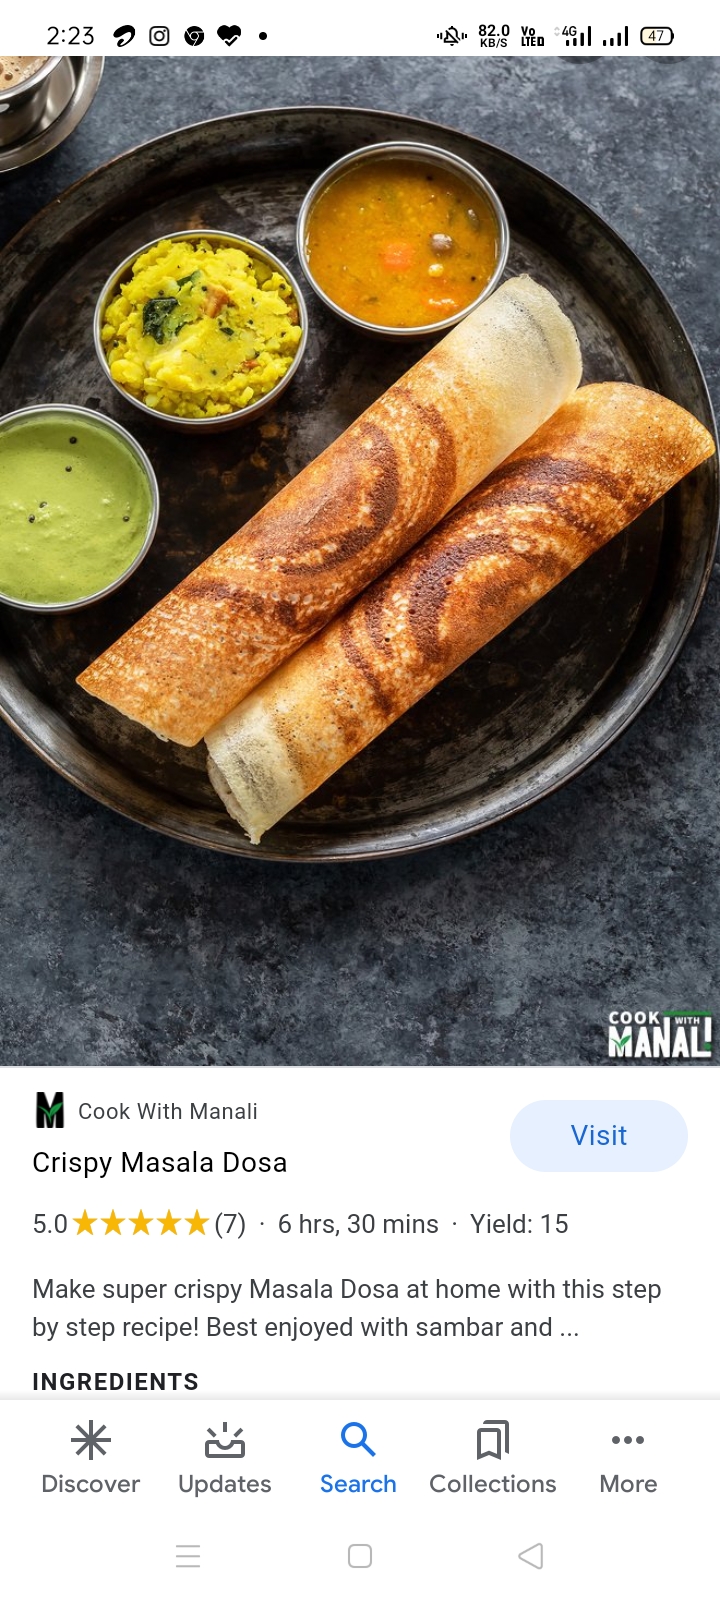 2:23
82.0
KB/S
Vo
LTED
4G
47
COOK WITH
MANALI
Cook With Manali
Visit
Crispy Masala Dosa
5.0 ★★★★★ (7) · 6 hrs, 30 mins · Yield: 15
Make super crispy Masala Dosa at home with this step
by step recipe! Best enjoyed with sambar and ...
INGREDIENTS
Discover Updates Search Collections More